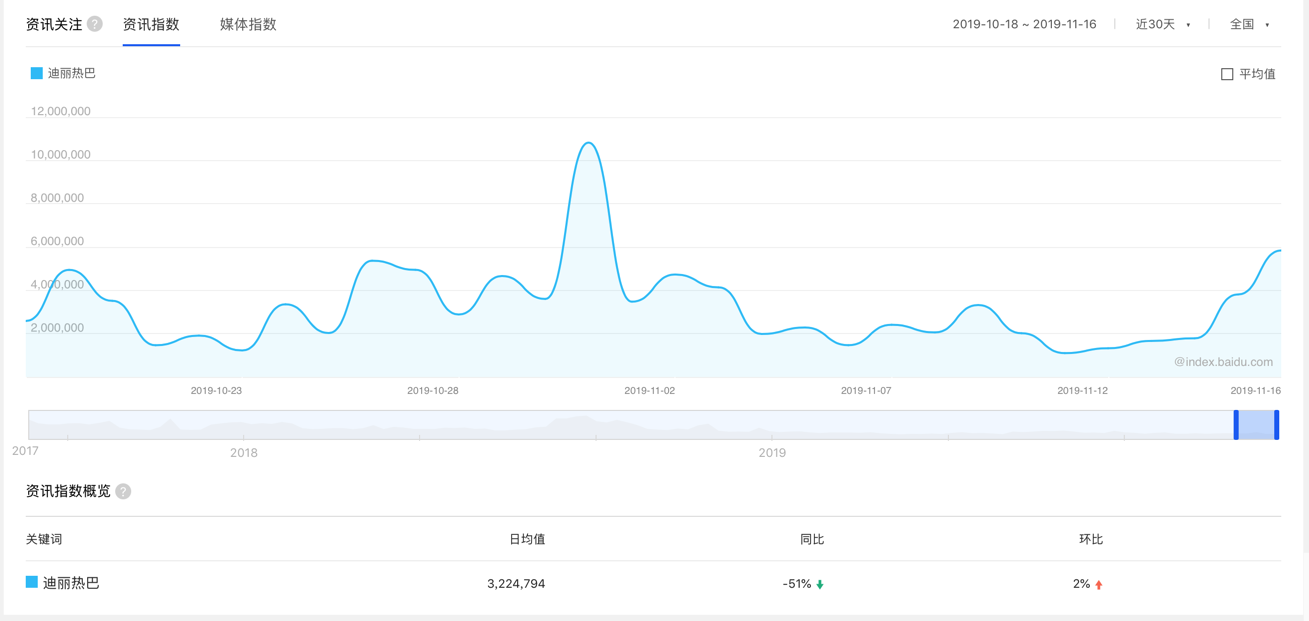 资讯关注 ? 资讯指数 媒体指数 2019-10-18 ~ 2019-11-16 近30天 全国
迪丽热巴 平均值
12,000,000
10,000,000
8,000,000
6,000,000
4,000,000
2,000,000
@index.baidu.com
2019-10-23 2019-10-28 2019-11-02 2019-11-07 2019-11-12 2019-11-16
2017 2018 2019
资讯指数概览 ?
关键词 日均值 同比 环比
迪丽热巴 3,224,794 -51% 2%